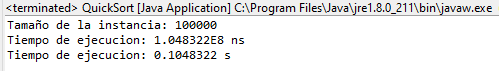 <terminated> QuickSort [Java Application] C:\Program Files\Java\jre1.8.0_211\bin\javaw.exe
Tamaño de la instancia: 100000
Tiempo de ejecucion: 1.048322E8 ns
Tiempo de ejecucion: 0.1048322 s